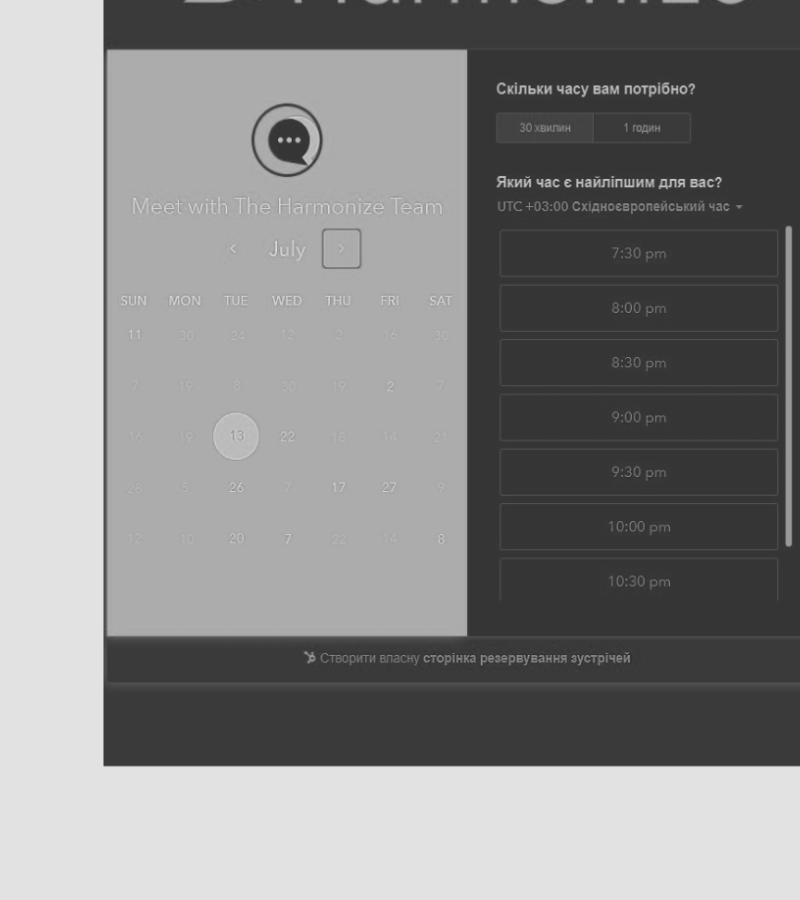 Harmonize
Meet with The Harmonize Team
July
SUN MON TUE WED THU FRI SAT
11 30 24 12 2 16 30
7 19 8 30 19 2 7
16 19 13 22 18 14 21
26 5 26 7 17 27 9
12 10 20 7 22 14 8
Скільки часу вам потрібно?
30 хвилин 1 годин
Який час є найліпшим для вас?
UTC +03:00 Східноєвропейський час
7:30 pm
8:00 pm
8:30 pm
9:00 pm
9:30 pm
10:00 pm
10:30 pm
Створити власну сторінка резервування зустрічей